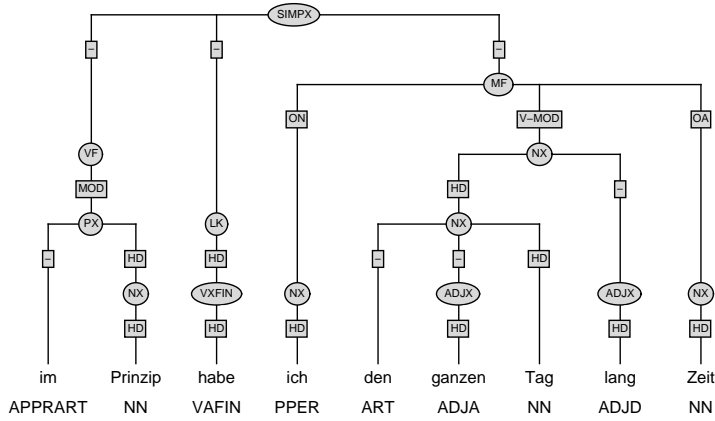 SIMPX
– – –
MF
ON V–MOD OA
VF NX
MOD HD –
PX LK NX
– HD HD – – HD
NX VXFIN NX ADJX ADJX NX
HD HD HD HD HD HD
im Prinzip habe ich den ganzen Tag lang Zeit
APPRART NN VAFIN PPER ART ADJA NN ADJD NN